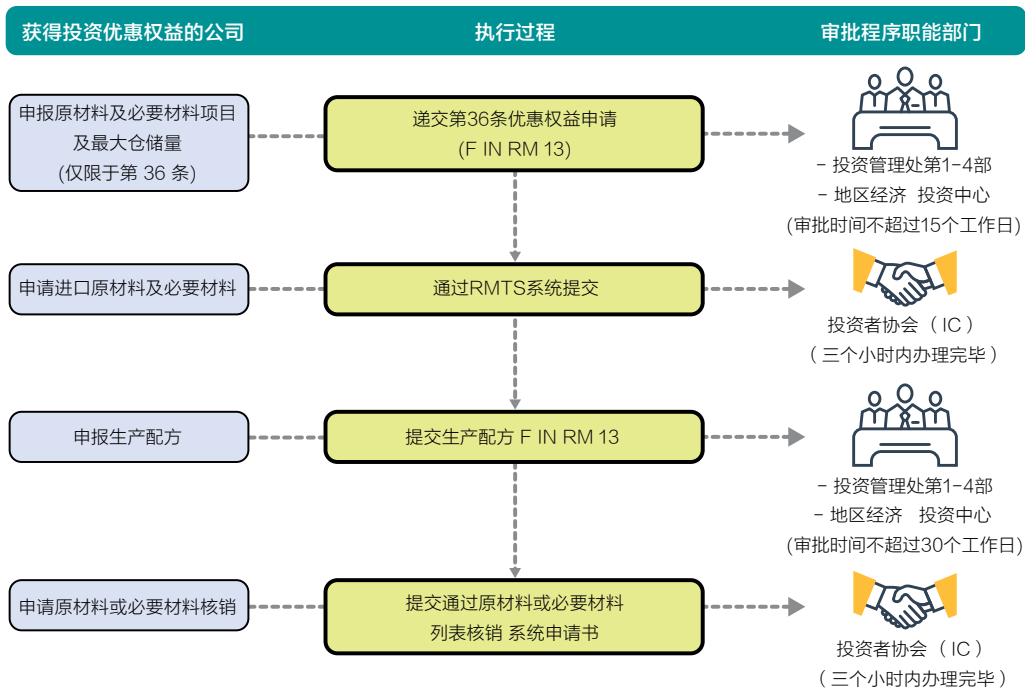 获得投资优惠权益的公司
执行过程
审批程序职能部门
申报原材料及必要材料项目
及最大仓储量
(仅限于第 36 条)
递交第36条优惠权益申请
(F IN RM 13)
- 投资管理处第1-4部
- 地区经济 投资中心
(审批时间不超过15个工作日)
申请进口原材料及必要材料
通过RMTS系统提交
投资者协会（ IC ）
（ 三个小时内办理完毕 ）
申报生产配方
提交生产配方 F IN RM 13
- 投资管理处第1-4部
- 地区经济 投资中心
(审批时间不超过30个工作日)
申请原材料或必要材料核销
提交通过原材料或必要材料
列表核销 系统申请书
投资者协会 （ IC ）
（ 三个小时内办理完毕 ）